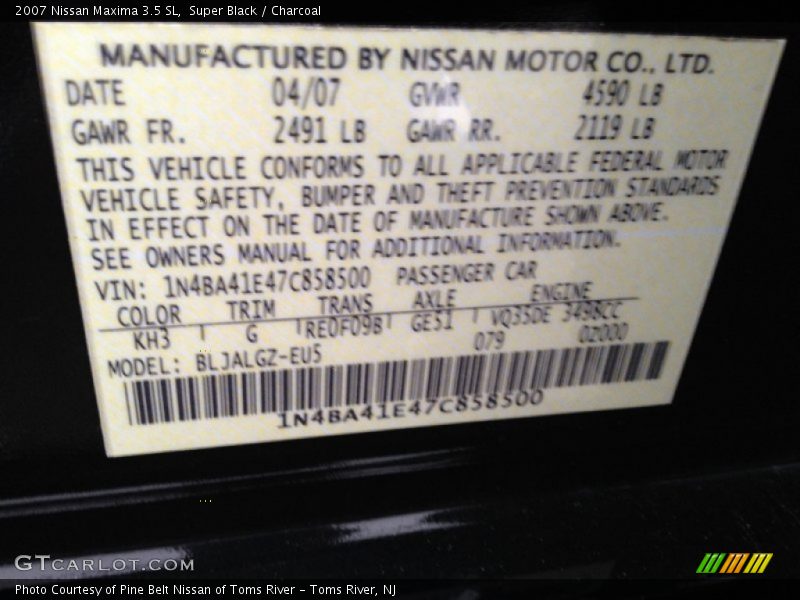 2007 Nissan Maxima 3.5 SL, Super Black / Charcoal
MANUFACTURED BY NISSAN MOTOR CO., LTD.
DATE 04/07 GVWR 4590 LB
GAWR FR. 2491 LB GAWR RR. 2119 LB
THIS VEHICLE CONFORMS TO ALL APPLICABLE FEDERAL MOTOR
VEHICLE SAFETY, BUMPER AND THEFT PREVENTION STANDARDS
IN EFFECT ON THE DATE OF MANUFACTURE SHOWN ABOVE.
SEE OWNERS MANUAL FOR ADDITIONAL INFORMATION.
VIN: 1N4BA41E47C858500 PASSENGER CAR
COLOR TRIM TRANS AXLE ENGINE
KH3 G RE0F09B GE51 VQ35DE 3498CC
079 02000
MODEL: BLJALGZ-EU5
1N4BA41E47C858500
GTCARLOT.COM
Photo Courtesy of Pine Belt Nissan of Toms River – Toms River, NJ